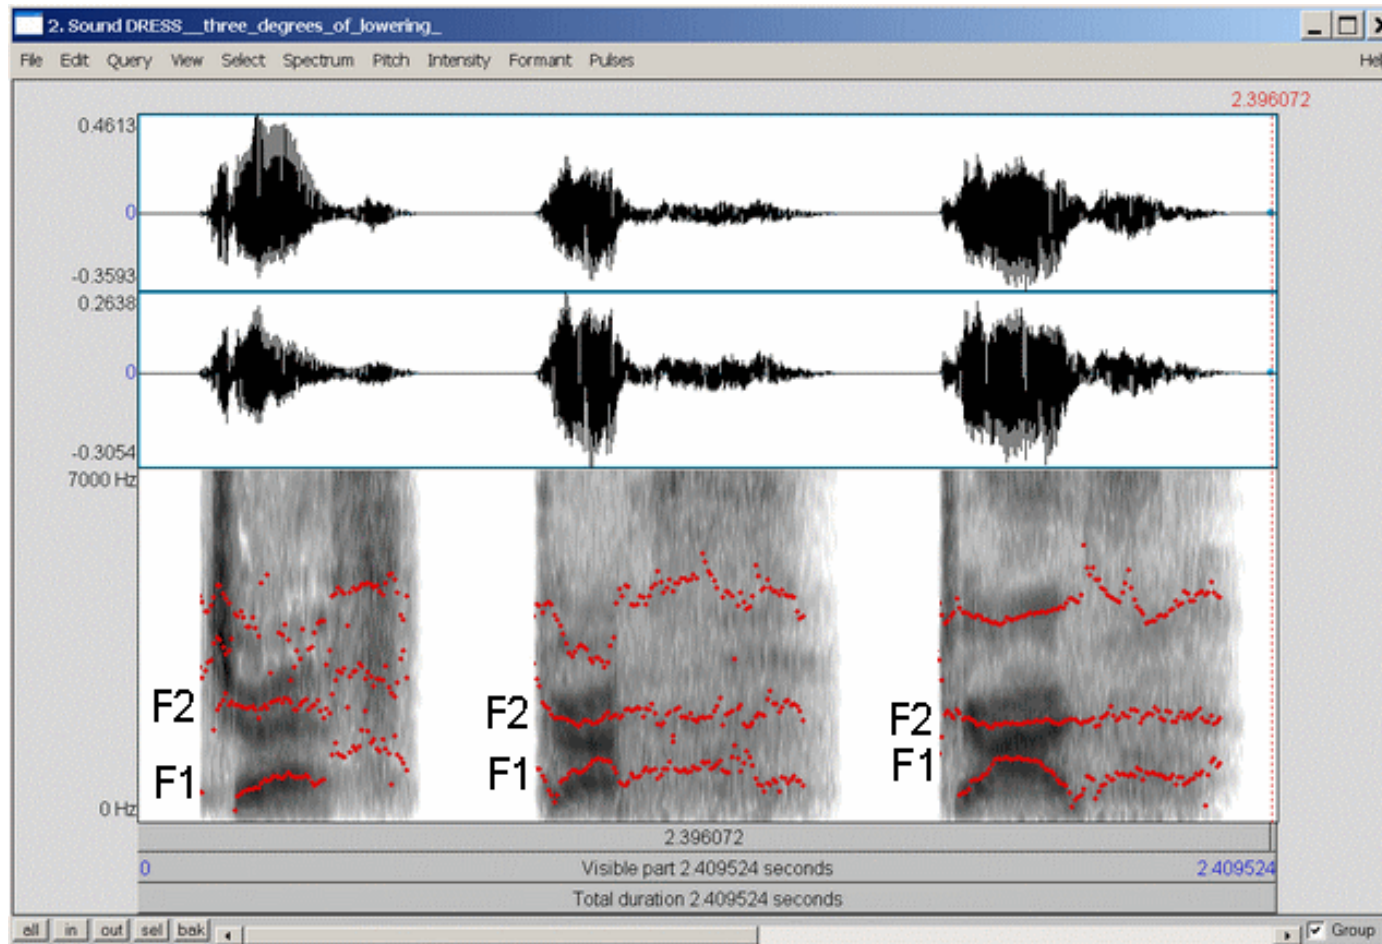 2. Sound DRESS__three_degrees_of_lowering_
File Edit Query View Select Spectrum Pitch Intensity Formant Pulses Hel
2.396072
0.4613
0
-0.3593
0.2638
0
-0.3054
7000 Hz
F2 F2 F2
F1 F1 F1
0 Hz
2.396072
0 Visible part 2.409524 seconds 2.409524
Total duration 2.409524 seconds
all in out sel bak Group